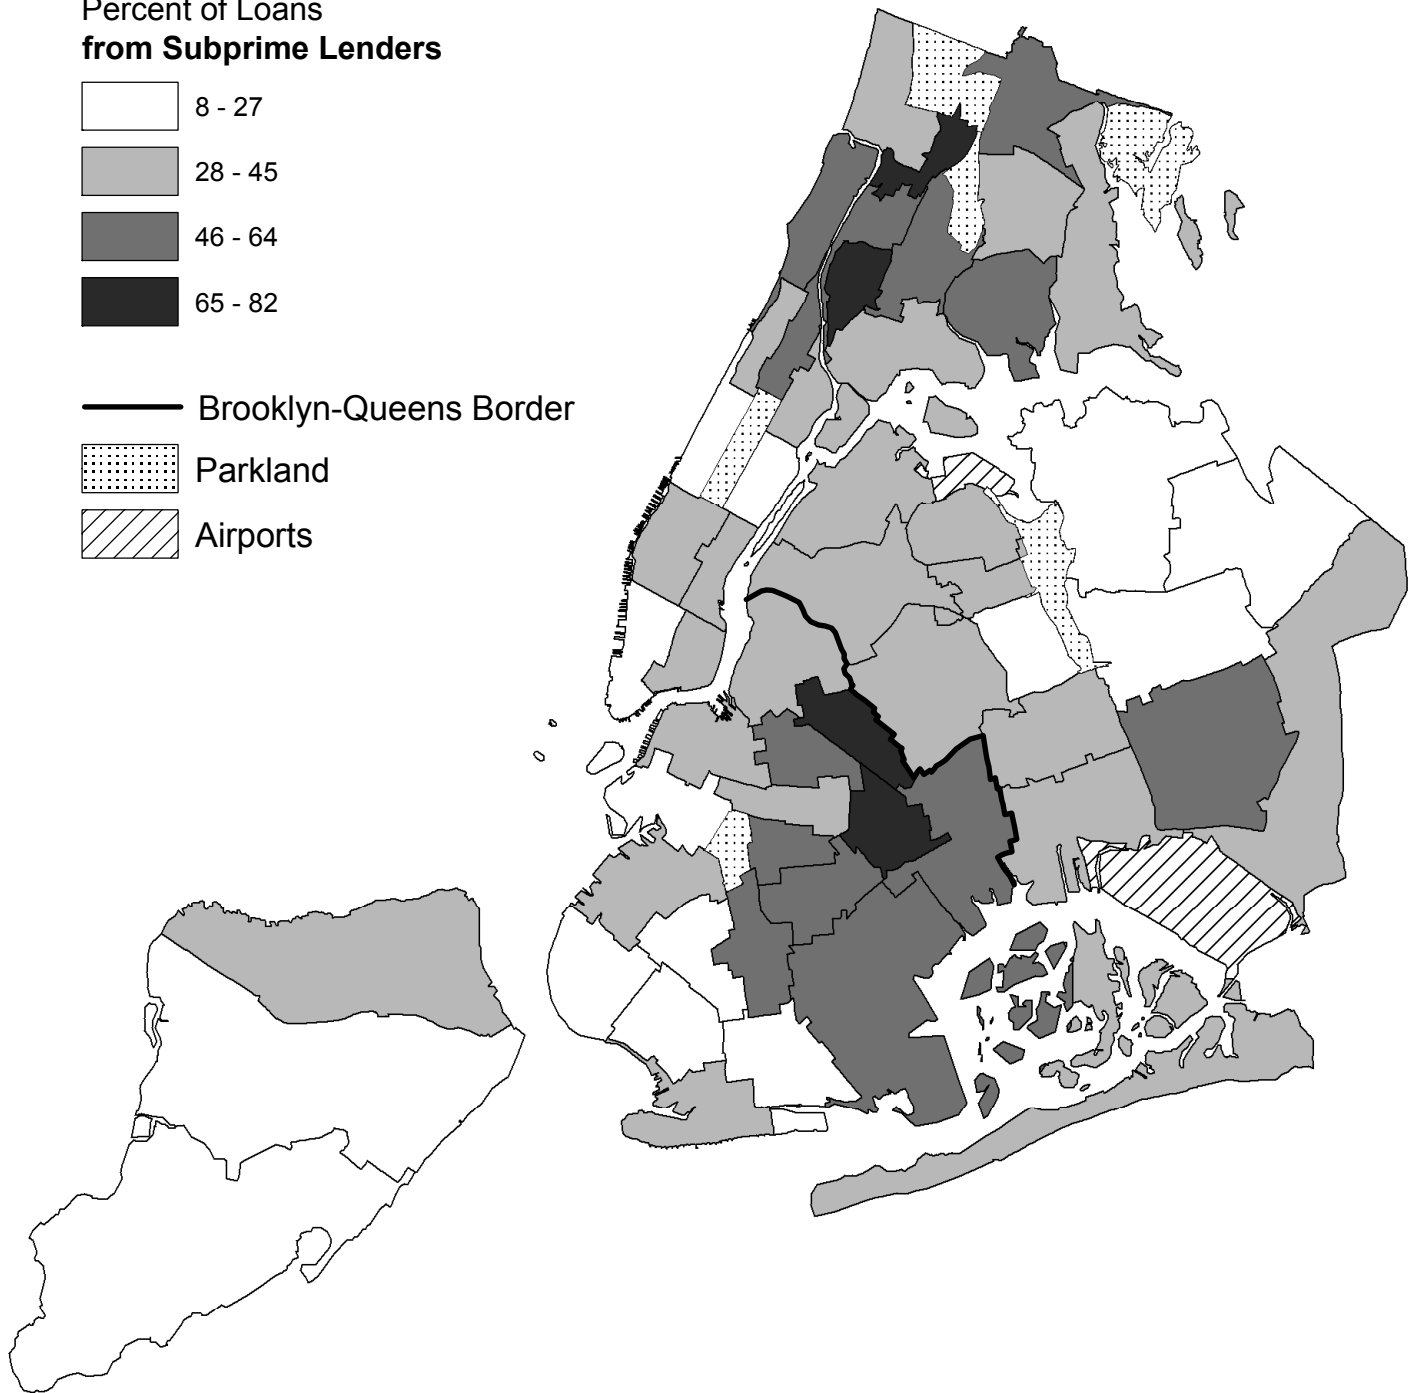 Percent of Loans
from Subprime Lenders
8 - 27
28 - 45
46 - 64
65 - 82
Brooklyn-Queens Border
Parkland
Airports